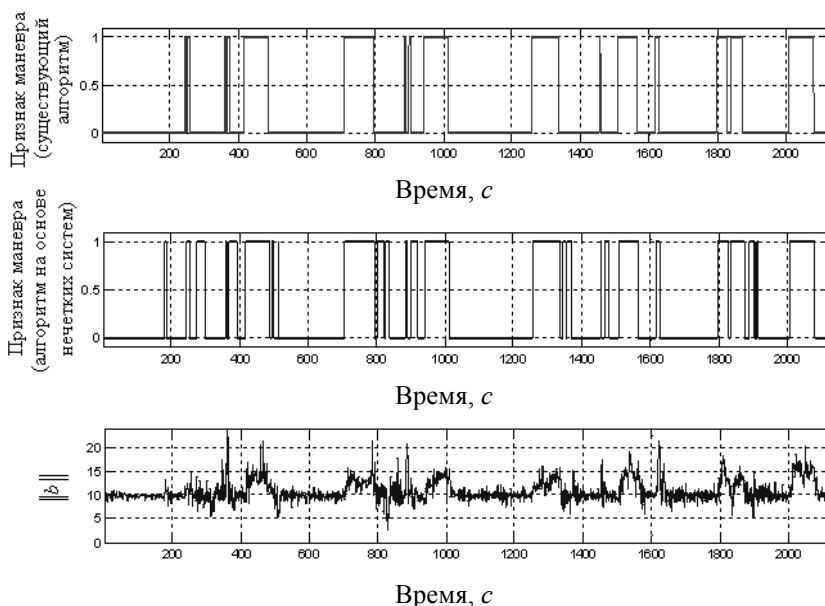 Признак маневра
(существующий
алгоритм)
1
0.5
0
200 400 600 800 1000 1200 1400 1600 1800 2000
Время, с
Признак маневра
(алгоритм на основе
нечетких систем)
1
0.5
0
200 400 600 800 1000 1200 1400 1600 1800 2000
Время, с
||b||
20
15
10
5
0
200 400 600 800 1000 1200 1400 1600 1800 2000
Время, с